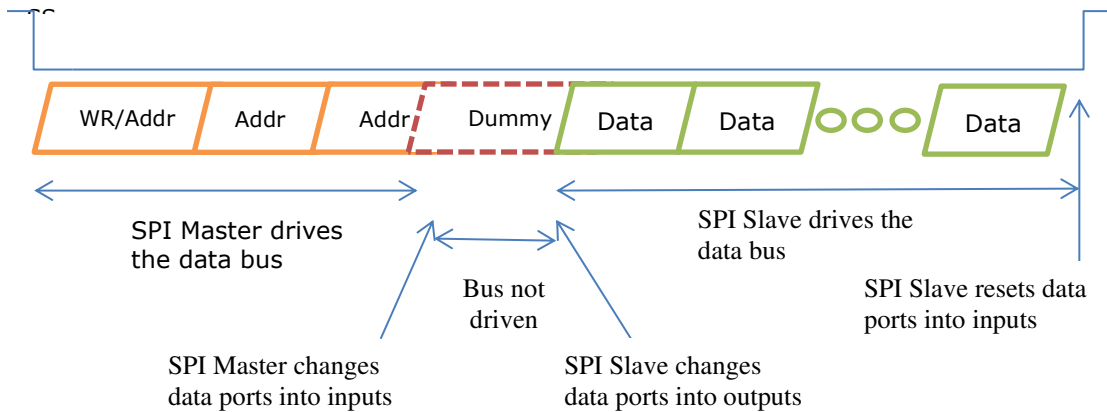 WR/Addr Addr Addr Dummy Data Data Data
SPI Master drives
the data bus
SPI Slave drives the
data bus
Bus not
driven
SPI Slave resets data
ports into inputs
SPI Master changes
data ports into inputs
SPI Slave changes
data ports into outputs